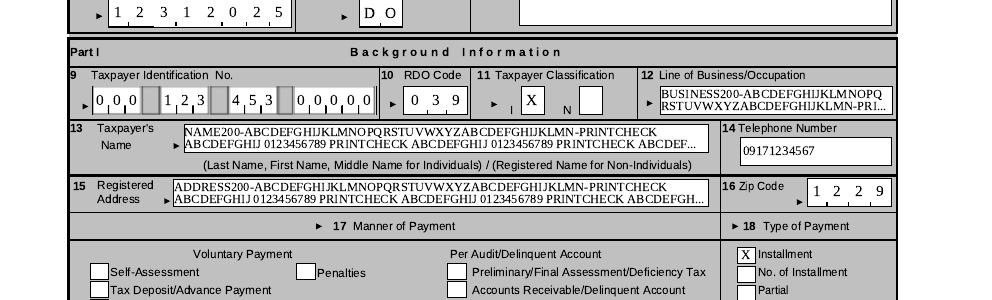 1 2 3 1 2 0 2 5 D O
Part I Background Information
9 Taxpayer Identification No. 10 RDO Code 11 Taxpayer Classification 12 Line of Business/Occupation
0 0 0 1 2 3 4 5 3 0 0 0 0 0 0 3 9 I X N BUSINESS200-ABCDEFGHIJKLMNOPQ
RSTUVWXYZABCDEFGHIJKLMN-PRI...
13 Taxpayer's Name NAME200-ABCDEFGHIJKLMNOPQRSTUVWXYZABCDEFGHIJKLMN-PRINTCHECK 14 Telephone Number
ABCDEFGHIJ 0123456789 PRINTCHECK ABCDEFGHIJ 0123456789 PRINTCHECK ABCDEF... 09171234567
(Last Name, First Name, Middle Name for Individuals) / (Registered Name for Non-Individuals)
15 Registered Address ADDRESS200-ABCDEFGHIJKLMNOPQRSTUVWXYZABCDEFGHIJKLMN-PRINTCHECK 16 Zip Code 1 2 2 9
ABCDEFGHIJ 0123456789 PRINTCHECK ABCDEFGHIJ 0123456789 PRINTCHECK ABCDEFGH...
17 Manner of Payment 18 Type of Payment
Voluntary Payment Per Audit/Delinquent Account X Installment
Self-Assessment Penalties Preliminary/Final Assessment/Deficiency Tax No. of Installment
Tax Deposit/Advance Payment Accounts Receivable/Delinquent Account Partial